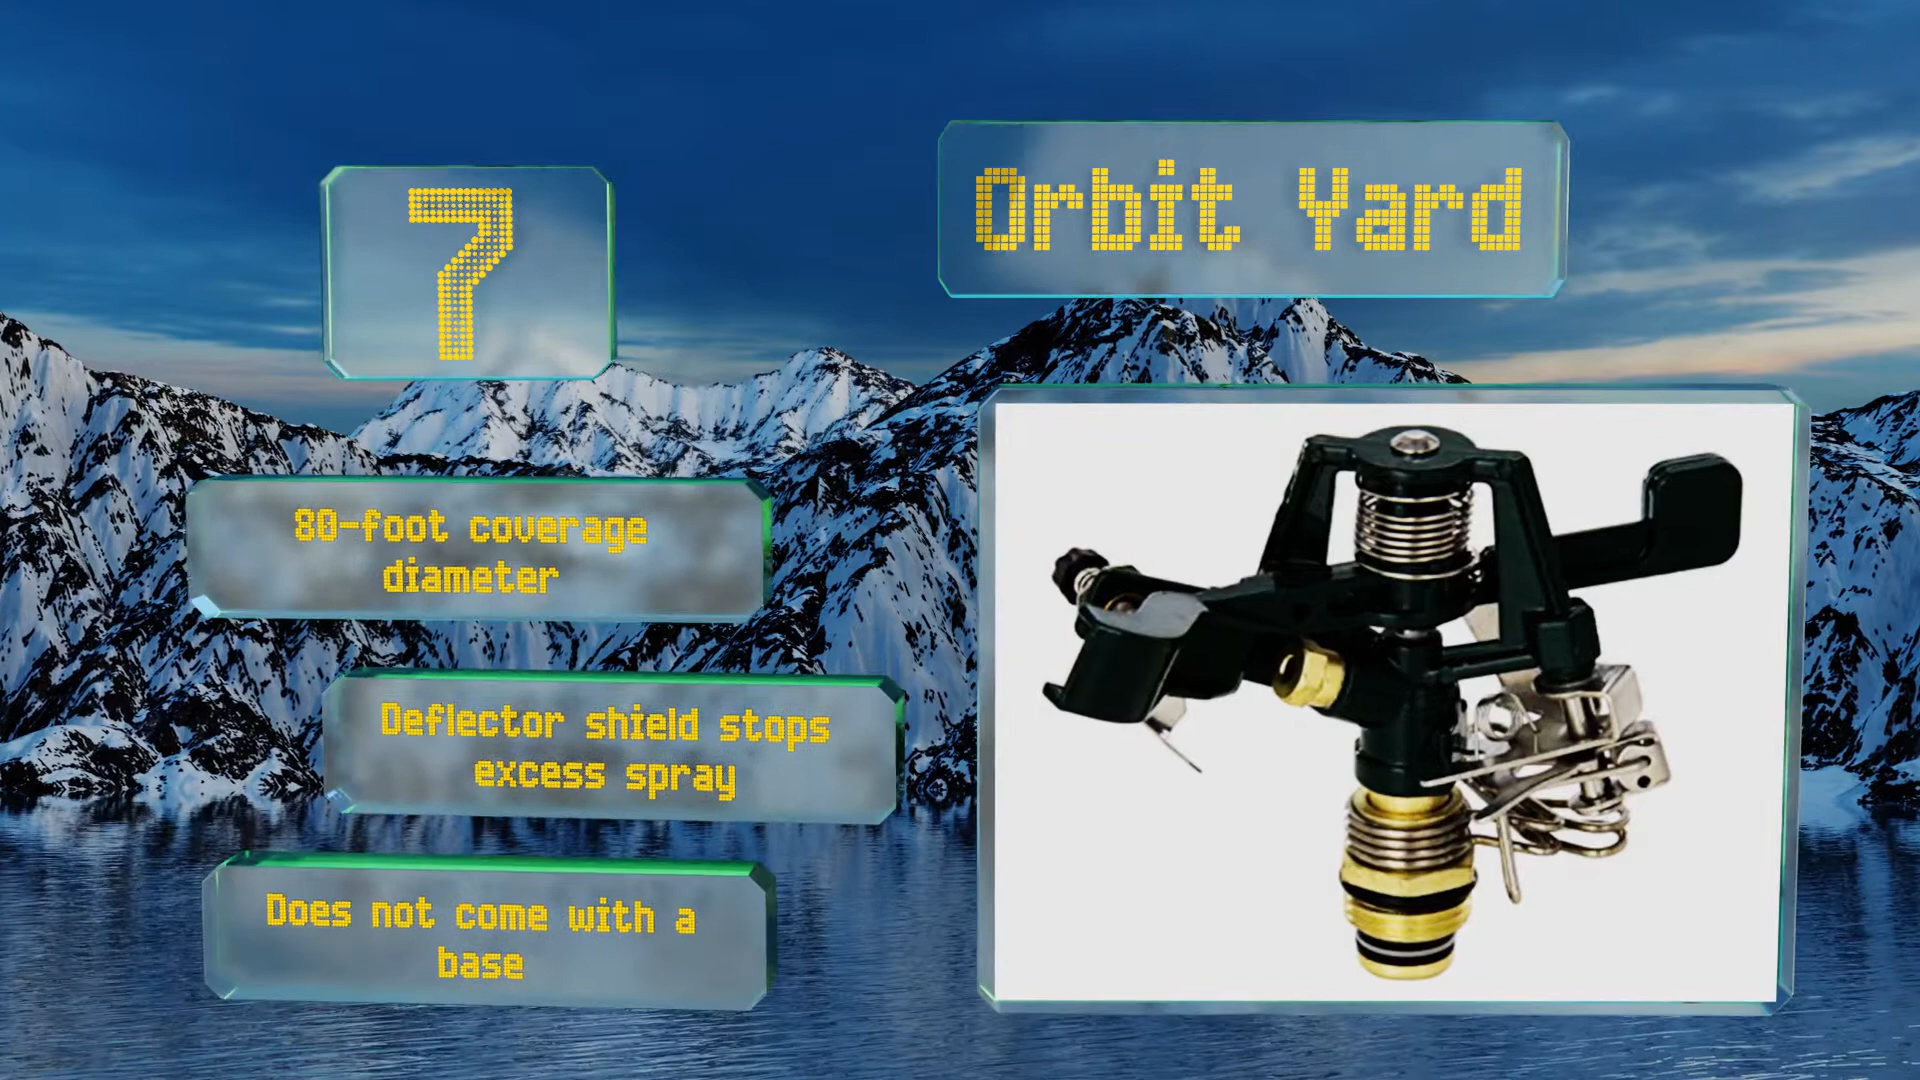 7
Orbit Yard
80-foot coverage
diameter
Deflector shield stops
excess spray
Does not come with a
base